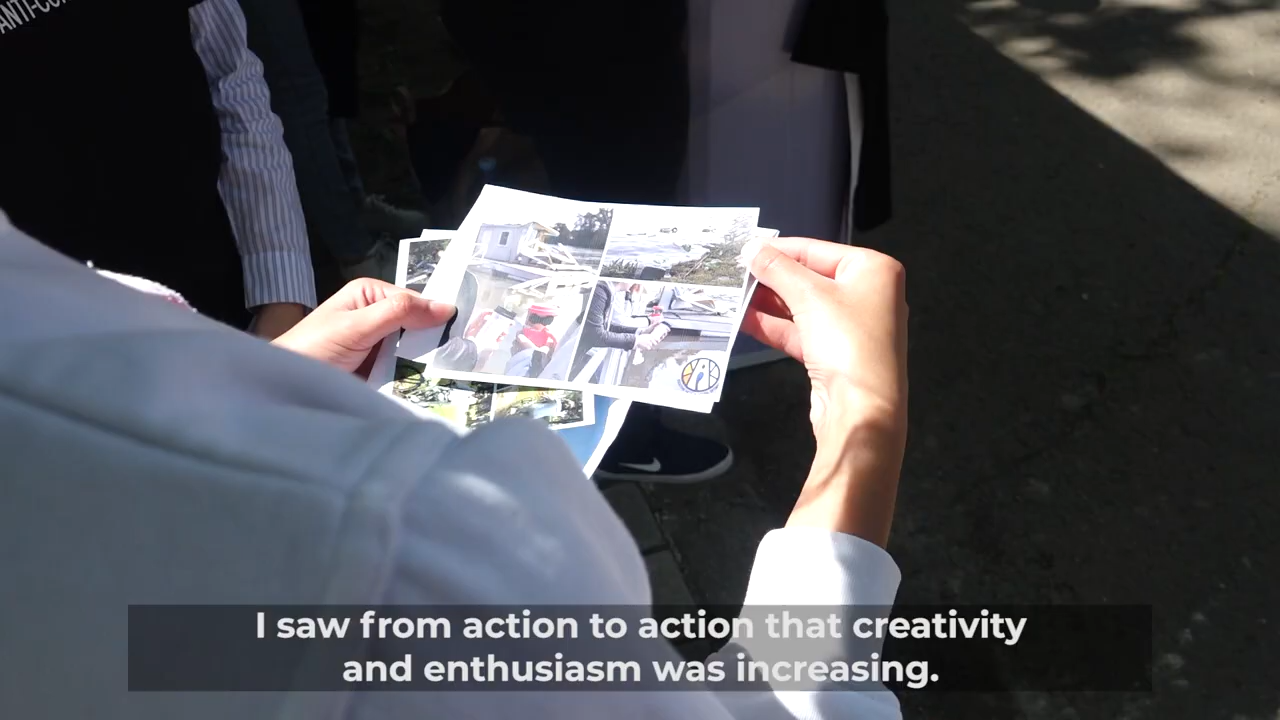 I saw from action to action that creativity
and enthusiasm was increasing.